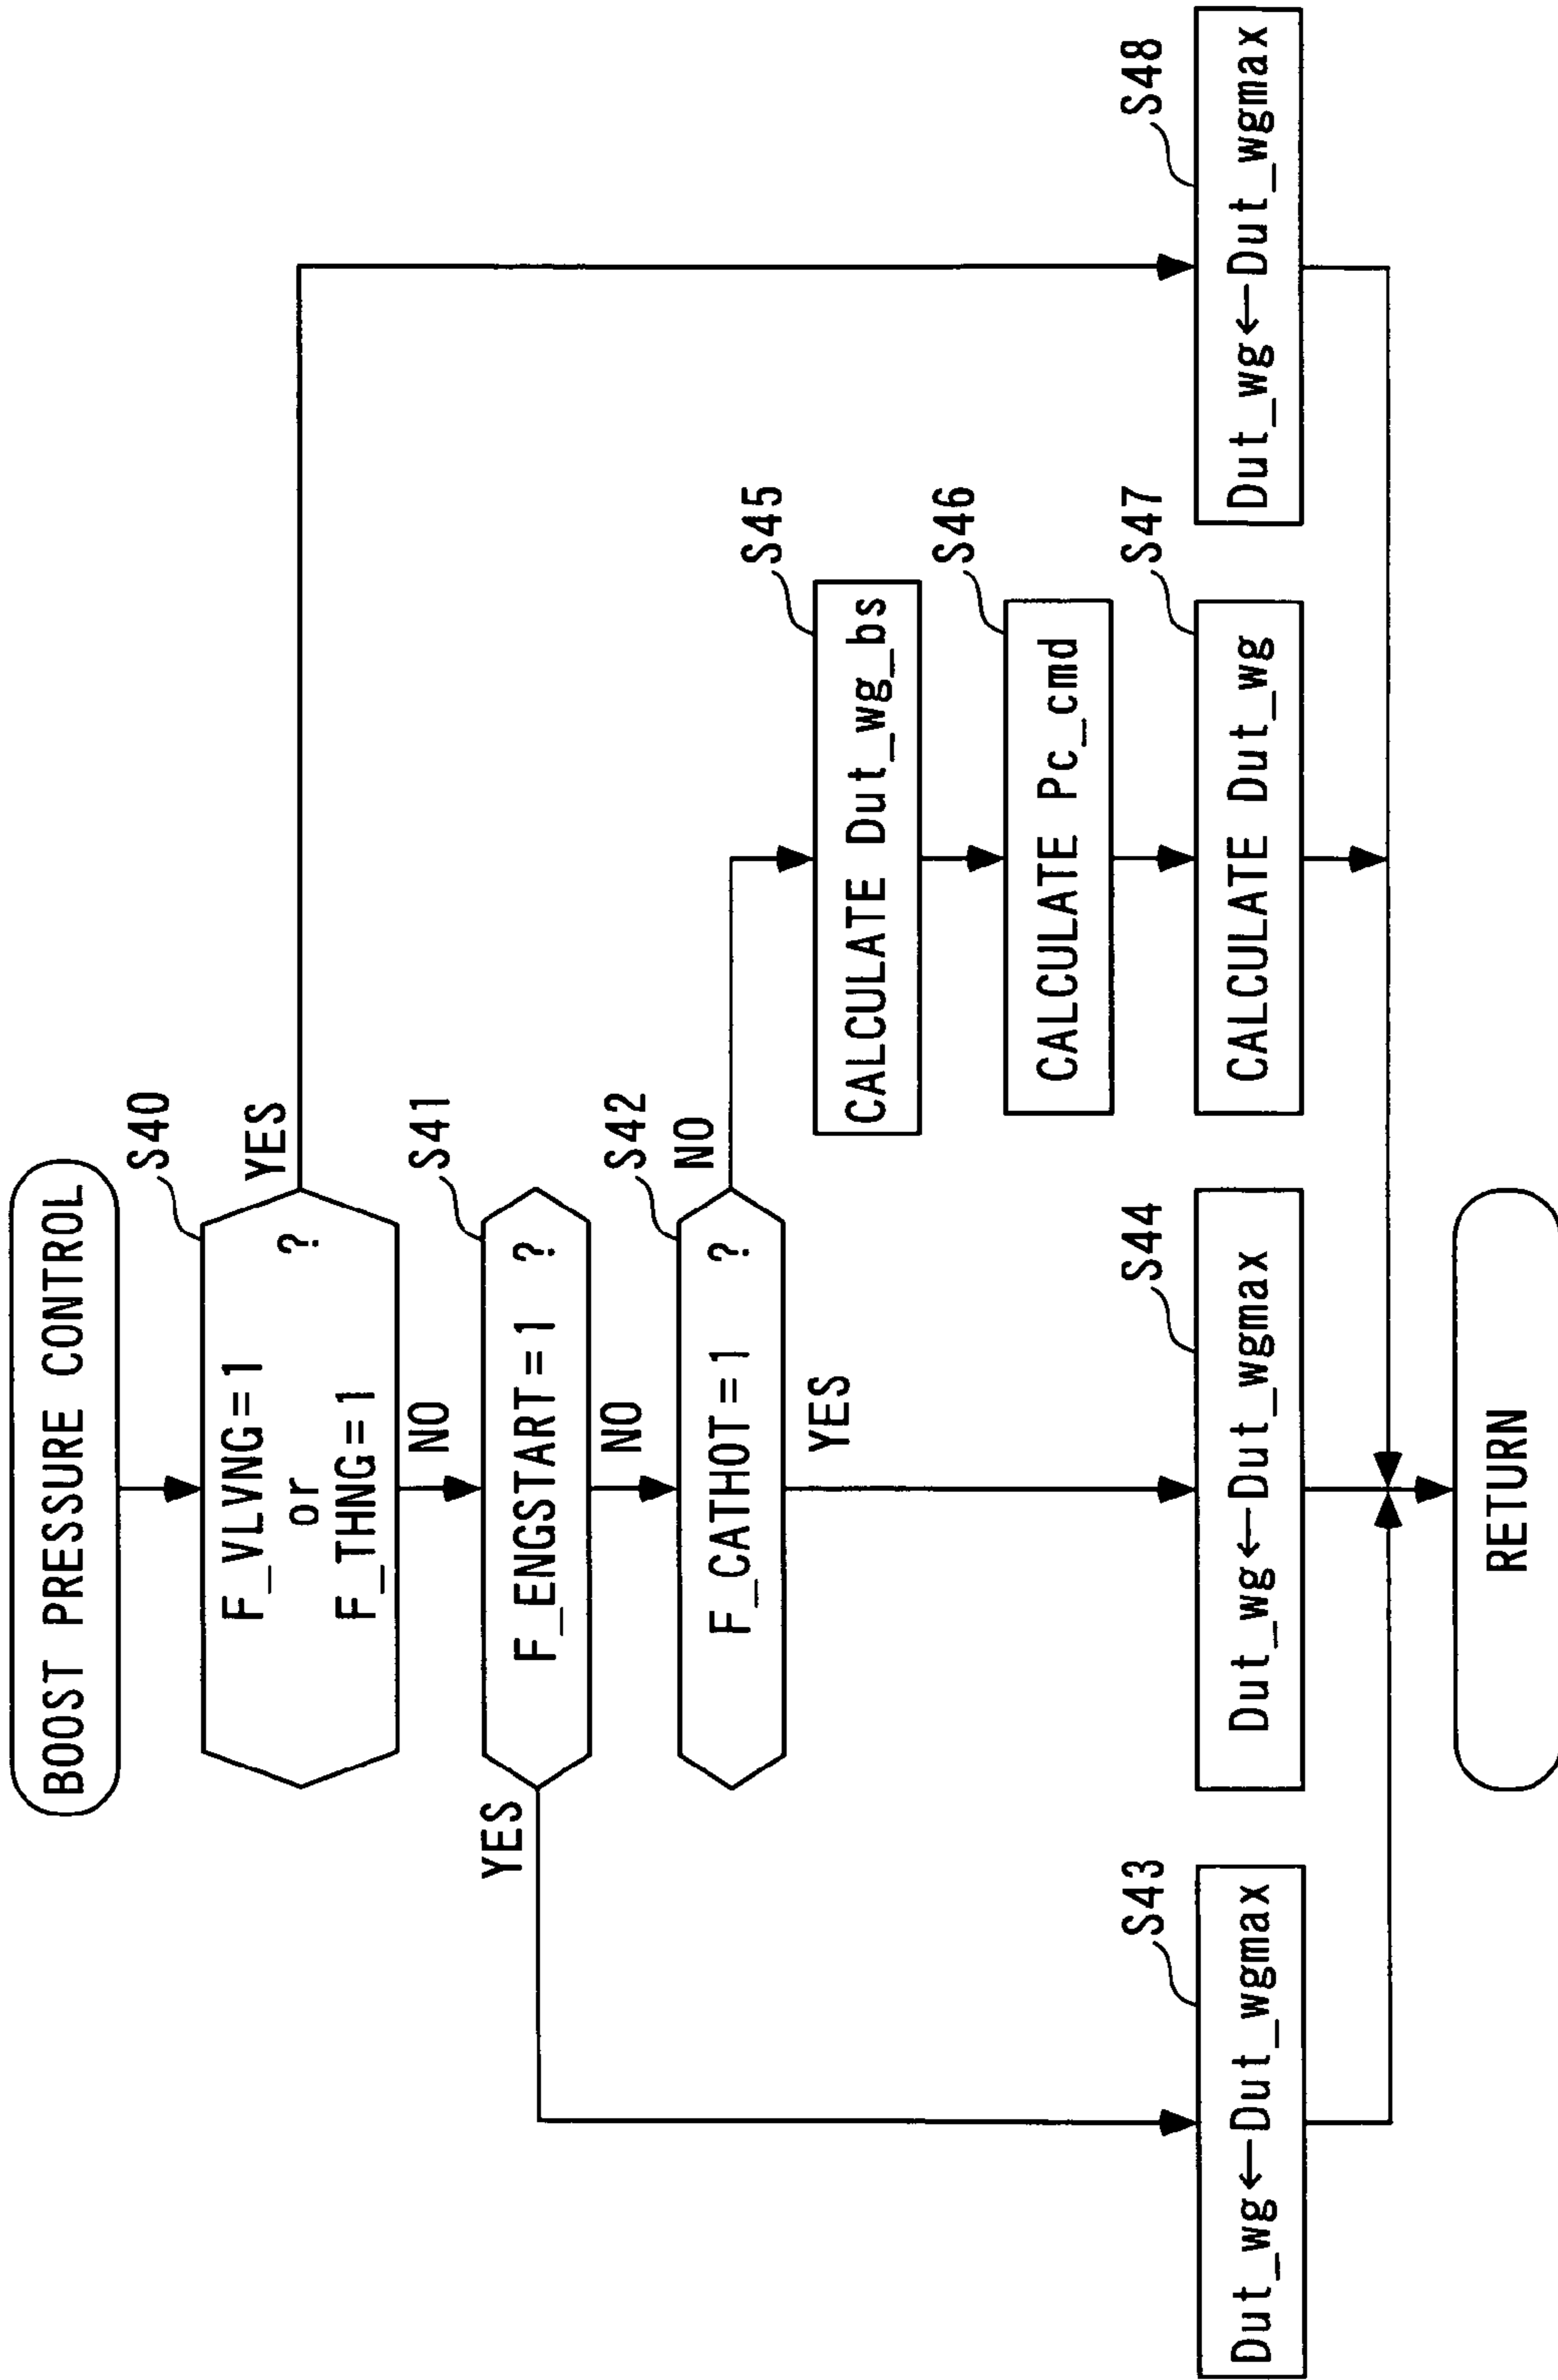 BOOST PRESSURE CONTROL
S40
F_VLVNG=1
or
F_THNG=1
?
YES
NO
S41
F_ENGSTART=1 ?
YES
NO
S42
F_CATHOT=1 ?
NO
YES
S45
CALCULATE Dut_wg_bs
S46
CALCULATE Pc_cmd
S43
Dut_wg←Dut_wgmax
S44
Dut_wg←Dut_wgmax
S47
CALCULATE Dut_wg
S48
Dut_wg←Dut_wgmax
RETURN